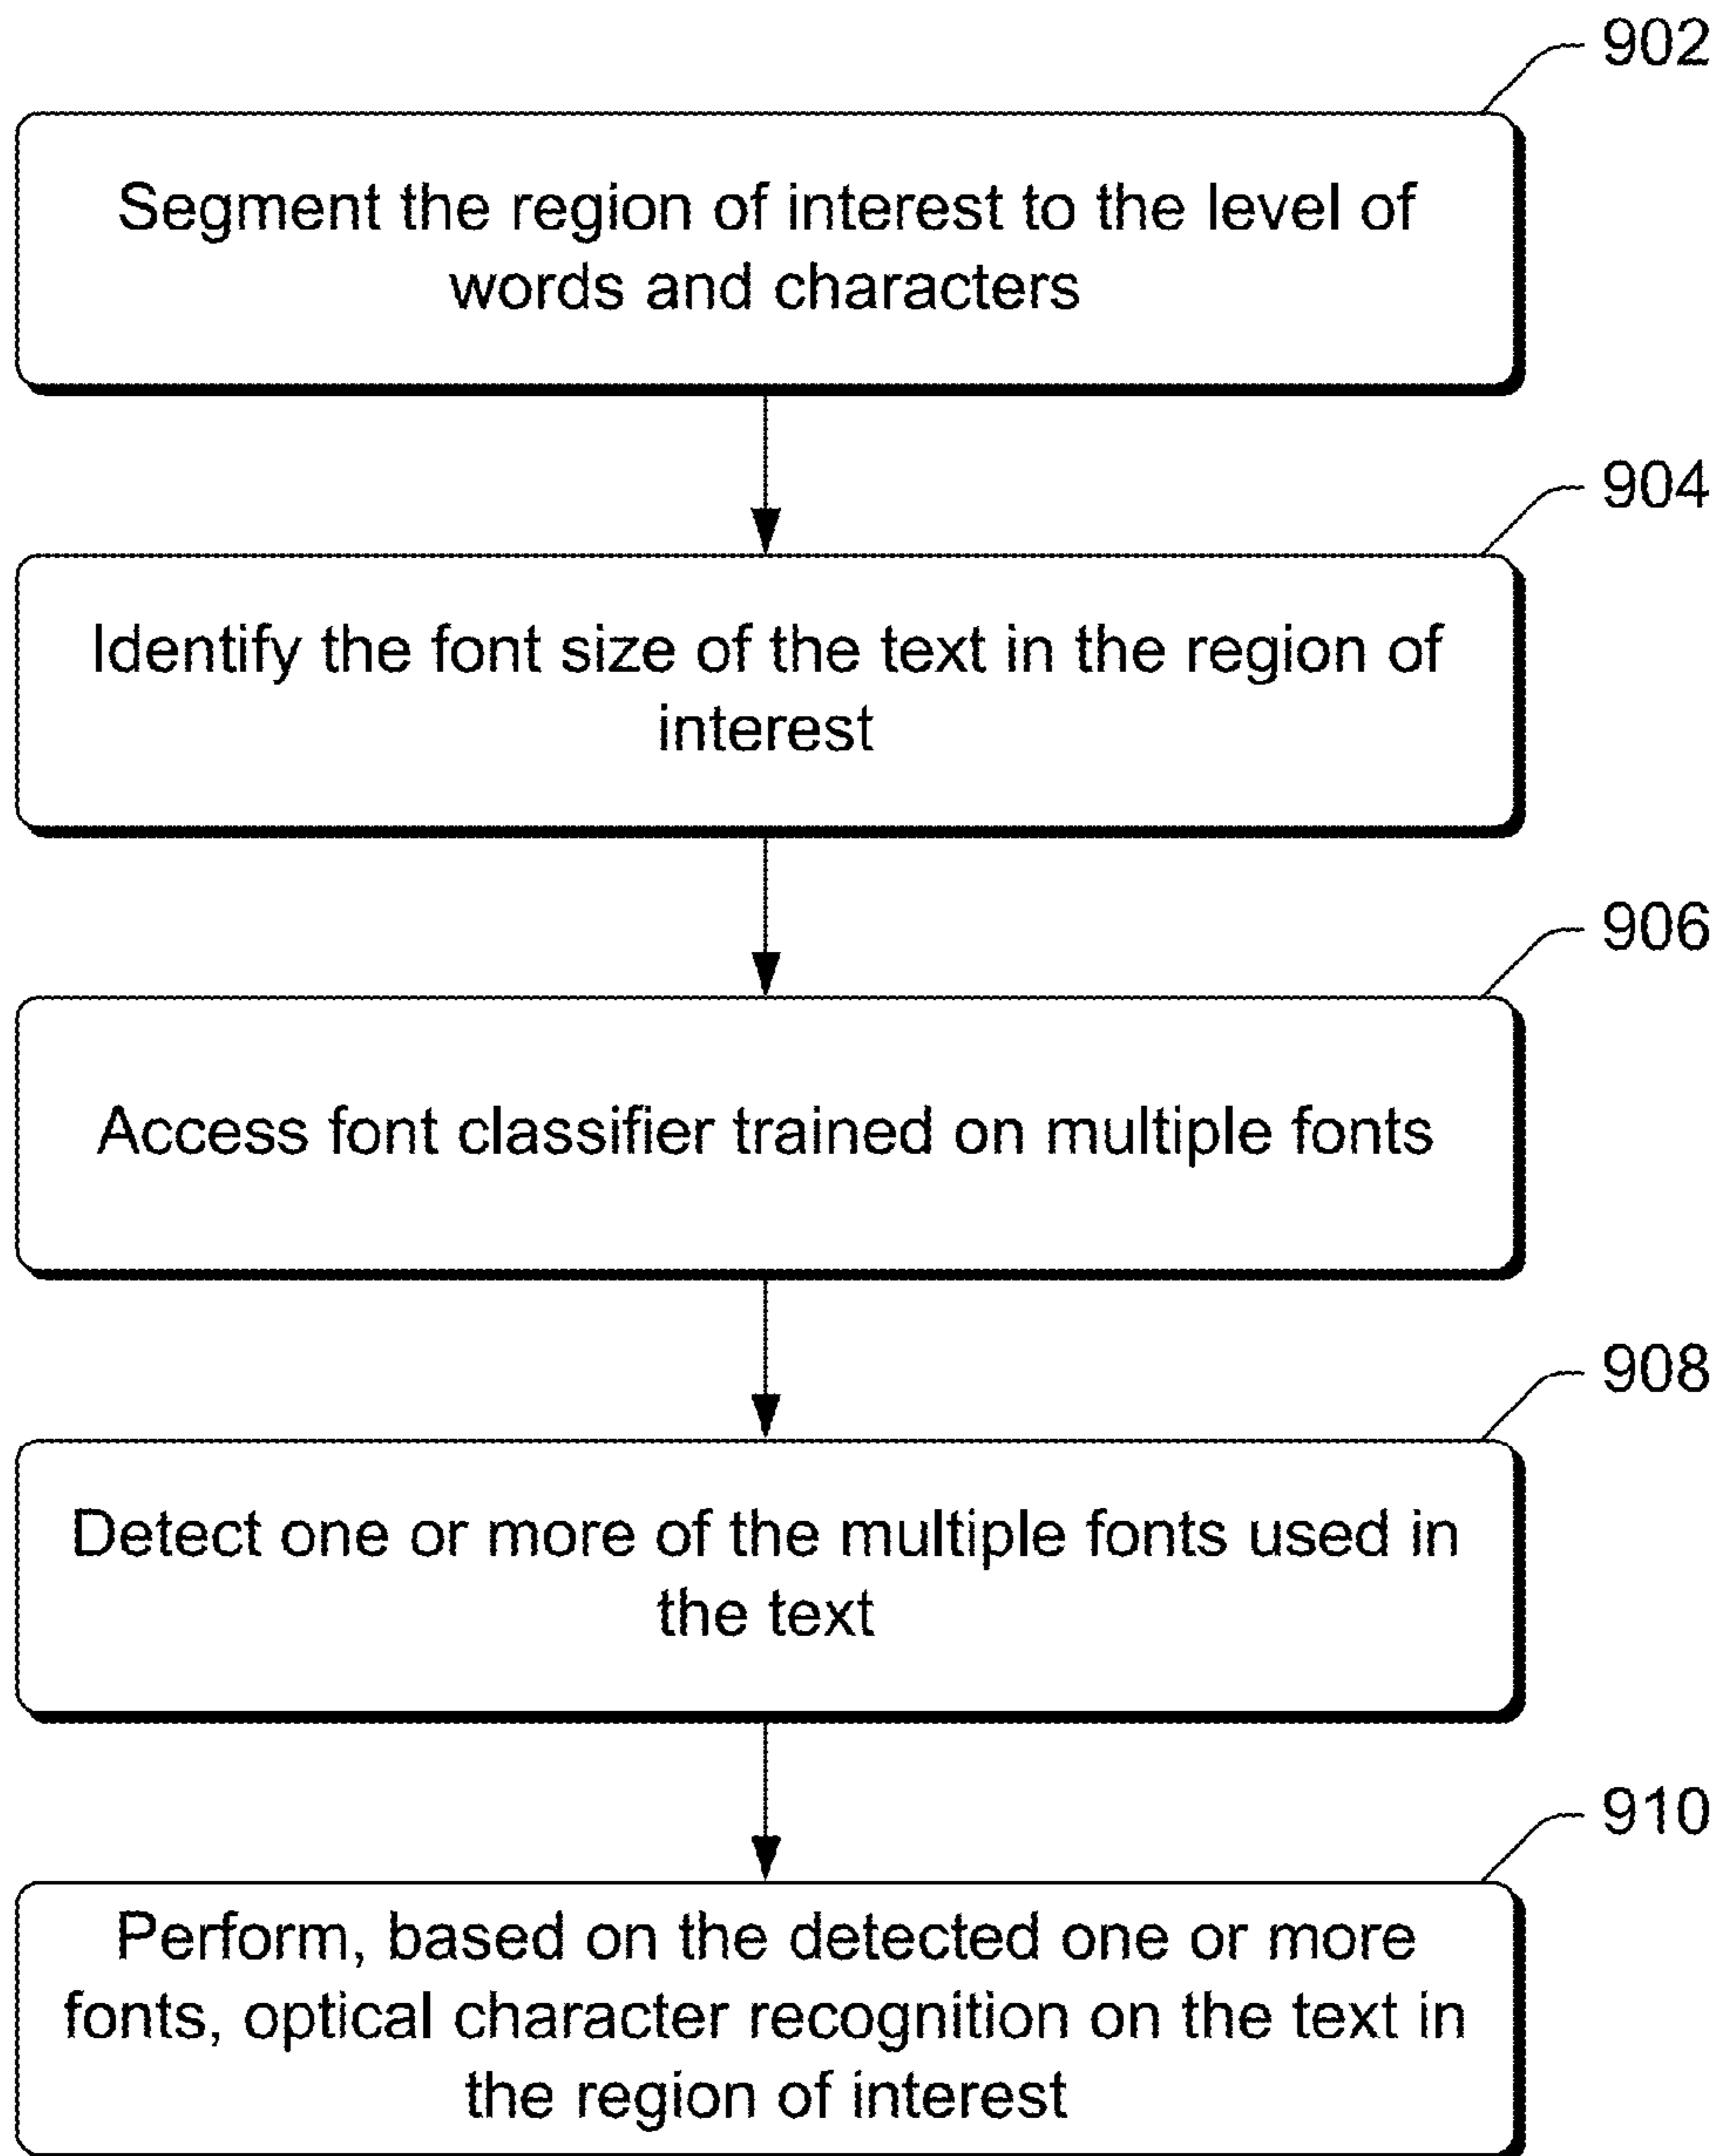 902
Segment the region of interest to the level of
words and characters
904
Identify the font size of the text in the region of
interest
906
Access font classifier trained on multiple fonts
908
Detect one or more of the multiple fonts used in
the text
910
Perform, based on the detected one or more
fonts, optical character recognition on the text in
the region of interest